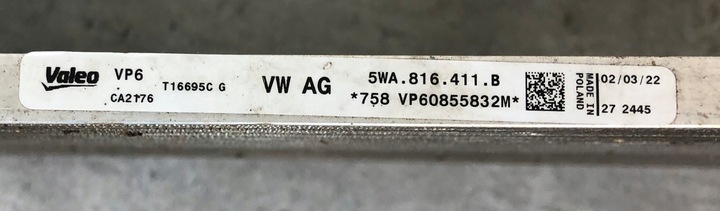 Valeo VP6 T16695C G
CA2176
VW AG
5WA.816.411.B
*758 VP60855832M*
MADE IN
POLAND
02/03/22
27 2445